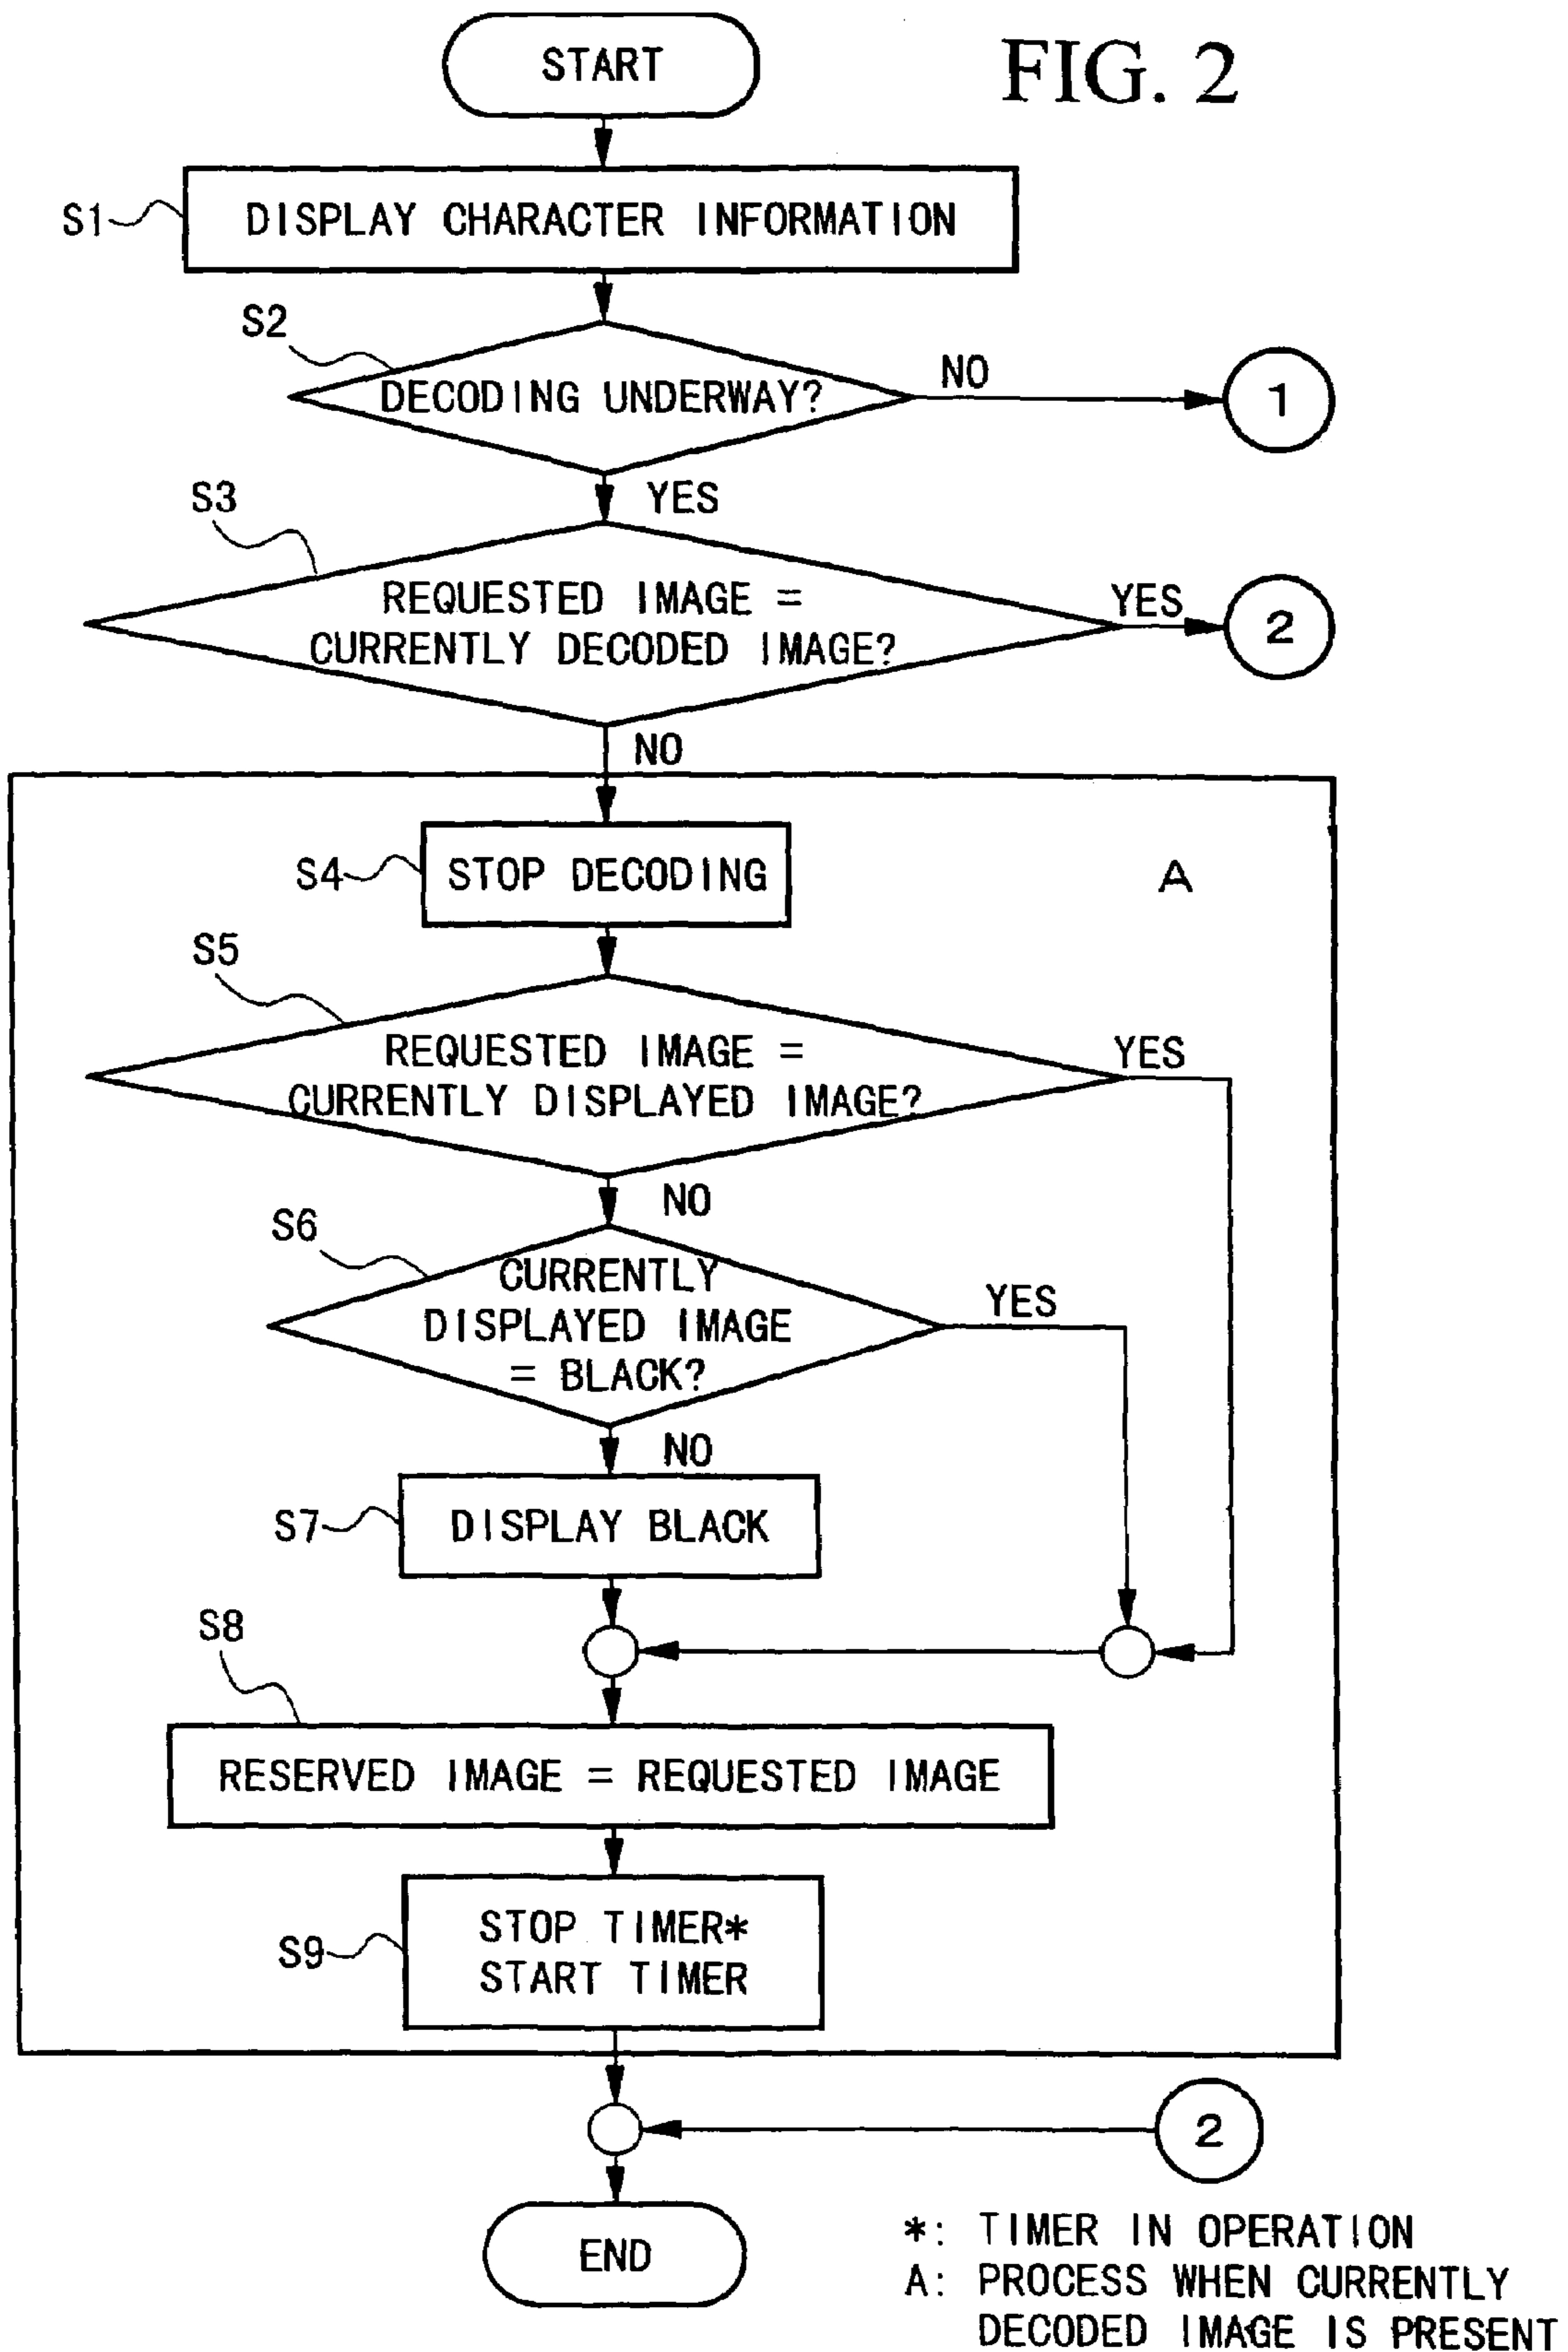 START
FIG. 2
S1
DISPLAY CHARACTER INFORMATION
S2
DECODING UNDERWAY?
NO
1
YES
S3
REQUESTED IMAGE =
CURRENTLY DECODED IMAGE?
YES
2
NO
S4
STOP DECODING
A
S5
REQUESTED IMAGE =
CURRENTLY DISPLAYED IMAGE?
YES
NO
S6
CURRENTLY
DISPLAYED IMAGE
= BLACK?
YES
NO
S7
DISPLAY BLACK
S8
RESERVED IMAGE = REQUESTED IMAGE
S9
STOP TIMER*
START TIMER
2
END
*: TIMER IN OPERATION
A: PROCESS WHEN CURRENTLY
DECODED IMAGE IS PRESENT